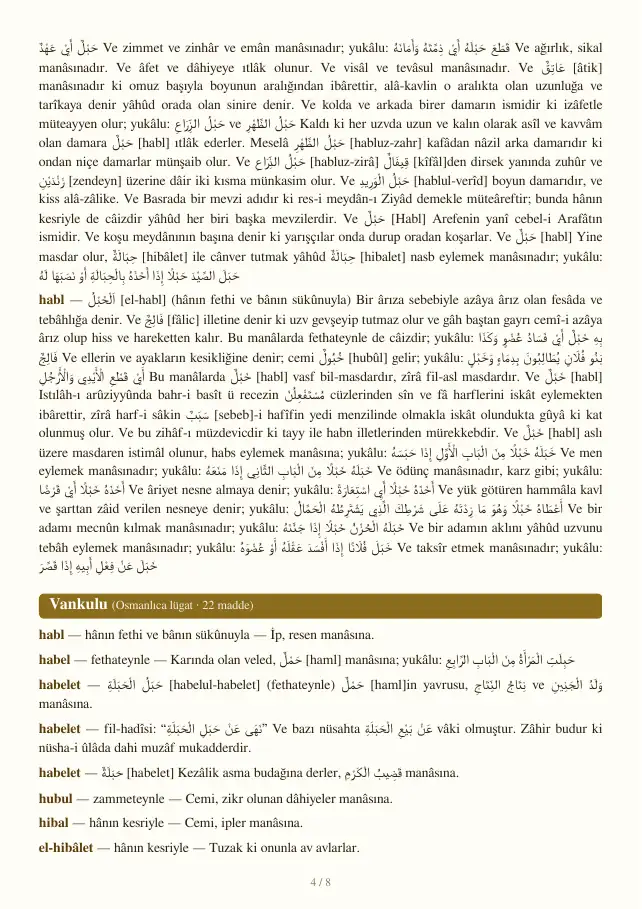 حَبْلٌ أَيْ عَهْدٌ Ve zimmet ve zinhâr ve emân manâsınadır; yukâlu: قَطَعَ حَبْلَهُ أَيْ ذِمَّتَهُ وَأَمَانَهُ Ve ağırlık, sikal
manâsınadır. Ve âfet ve dâhiyeye ıtlâk olunur. Ve visâl ve tevâsul manâsınadır. Ve عَاتِقٌ [âtik]
manâsınadır ki omuz başıyla boyunun aralığından ibârettir, alâ-kavlin o aralıkta olan uzunluğa ve
tarîkaya denir yâhûd orada olan sinire denir. Ve kolda ve arkada birer damarın ismidir ki izâfetle
müteayyen olur; yukâlu: حَبْلُ الذِّرَاعِ ve حَبْلُ الظَّهْرِ Kaldı ki her uzvda uzun ve kalın olarak asîl ve kavvâm
olan damara حَبْلٌ [habl] ıtlâk ederler. Meselâ حَبْلُ الظَّهْرِ [habluz-zahr] kafâdan nâzil arka damarıdır ki
ondan niçe damarlar münşaib olur. Ve حَبْلُ الذِّرَاعِ [habluz-zirâ] قِيفَالٌ [kîfâl]den dirsek yanında zuhûr ve
زَنْدَيْنِ [zendeyn] üzerine dâir iki kısma münkasim olur. Ve حَبْلُ الْوَرِيدِ [hablul-verîd] boyun damarıdır, ve
kıss alâ-zâlike. Ve Basrada bir mevzi adıdır ki res-i meydân-ı Ziyâd demekle müteâreftir; bunda hânın
kesriyle de câizdir yâhûd her biri başka mevzilerdir. Ve حَبْلٌ [Habl] Arefenin yanî cebel-i Arafâtın
ismidir. Ve koşu meydânının başına denir ki yarışçılar onda durup oradan koşarlar. Ve حَبْلٌ [habl] Yine
masdar olur, حِبَالَةٌ [hibâlet] ile cânver tutmak yâhûd حِبَالَةٌ [hibalet] nasb eylemek manâsınadır; yukâlu:
حَبَلَ الصَّيْدَ حَبْلًا إِذَا أَخَذَهُ بِالْحِبَالَةِ أَوْ نَصَبَهَا لَهُ
habl — اَلْخَبْلُ [el-habl] (hânın fethi ve bânın sükûnuyla) Bir ârıza sebebiyle azâya ârız olan fesâda ve
tebâhlığa denir. Ve فَالِجٌ [fâlic] illetine denir ki uzv gevşeyip tutmaz olur ve gâh baştan gayrı cemî-i azâya
ârız olup hiss ve hareketten kalır. Bu manâlarda fethateynle de câizdir; yukâlu: بِهِ خَبْلٌ أَيْ فَسَادُ عُضْوٍ وَكَذَا
فَالِجٌ Ve ellerin ve ayakların kesikliğine denir; cemi خُبُولٌ [hubûl] gelir; yukâlu: بَنُو فُلَانٍ يُطَالِبُونَ بِدِمَاءٍ وَخَبْلٍ
أَيْ قَطْعِ الْأَيْدِي وَالْأَرْجُلِ Bu manâlarda خَبْلٌ [habl] vasf bil-masdardır, zîrâ fil-asl masdardır. Ve خَبْلٌ [habl]
Istılâh-ı arûziyyûnda bahr-i basît ü recezin مُسْتَفْعِلُنْ cüzlerinden sîn ve fâ harflerini iskât eylemekten
ibârettir, zîrâ harf-i sâkin سَبَبٌ [sebeb]-i hafîfin yedi menzilinde olmakla iskât olundukta gûyâ ki kat
olunmuş olur. Ve bu zihâf-ı müzdevicdir ki tayy ile habn illetlerinden mürekkebdir. Ve خَبْلٌ [habl] aslı
üzere masdaren istimâl olunur, habs eylemek manâsına; yukâlu: خَبَلَهُ خَبْلًا مِنَ الْبَابِ الْأَوَّلِ إِذَا حَبَسَهُ Ve men
eylemek manâsınadır; yukâlu: خَبَلَهُ خَبْلًا مِنَ الْبَابِ الثَّانِي إِذَا مَنَعَهُ Ve ödünç manâsınadır, karz gibi; yukâlu:
أَخَذَهُ خَبْلًا أَيْ قَرْضًا Ve âriyet nesne almaya denir; yukâlu: أَخَذَهُ خَبْلًا أَيِ اسْتِعَارَةً Ve yük götüren hammâla kavl
ve şarttan zâid verilen nesneye denir; yukâlu: أَعْطَاهُ خَبْلًا وَهُوَ مَا زِدْتَهُ عَلَى شَرْطِكَ الَّذِي يَشْتَرِطُهُ الْحَمَّالُ Ve bir
adamı mecnûn kılmak manâsınadır; yukâlu: خَبَلَهُ الْحُزْنُ خَبْلًا إِذَا جَنَّنَهُ Ve bir adamın aklını yâhûd uzvunu
tebâh eylemek manâsınadır; yukâlu: خَبَلَ فُلَانًا إِذَا أَفْسَدَ عَقْلَهُ أَوْ عُضْوَهُ Ve taksîr etmek manâsınadır; yukâlu:
خَبَلَ عَنْ فِعْلِ أَبِيهِ إِذَا قَصَّرَ
Vankulu (Osmanlıca lügat · 22 madde)
habl — hânın fethi ve bânın sükûnuyla — İp, resen manâsına.
habel — fethateynle — Karında olan veled, حَمْلٌ [haml] manâsına; yukâlu: حَبِلَتِ الْمَرْأَةُ مِنَ الْبَابِ الرَّابِعِ
habelet — حَبَلُ الْحَبَلَةِ [habelul-habelet] (fethateynle) حَمْلٌ [haml]in yavrusu, نِتَاجُ النِّتَاجِ ve وَلَدُ الْجَنِينِ
manâsına.
habelet — fil-hadîsi: “نَهَى عَنْ حَبَلِ الْحَبَلَةِ” Ve bazı nüsahta عَنْ بَيْعِ الْحَبَلَةِ vâki olmuştur. Zâhir budur ki
nüsha-i ûlâda dahi muzâf mukadderdir.
habelet — حَبَلَةٌ [habelet] Kezâlik asma budağına derler, قَضِيبُ الْكَرْمِ manâsına.
hubul — zammeteynle — Cemi, zikr olunan dâhiyeler manâsına.
hibal — hânın kesriyle — Cemi, ipler manâsına.
el-hibâlet — hânın kesriyle — Tuzak ki onunla av avlarlar.
4 / 8